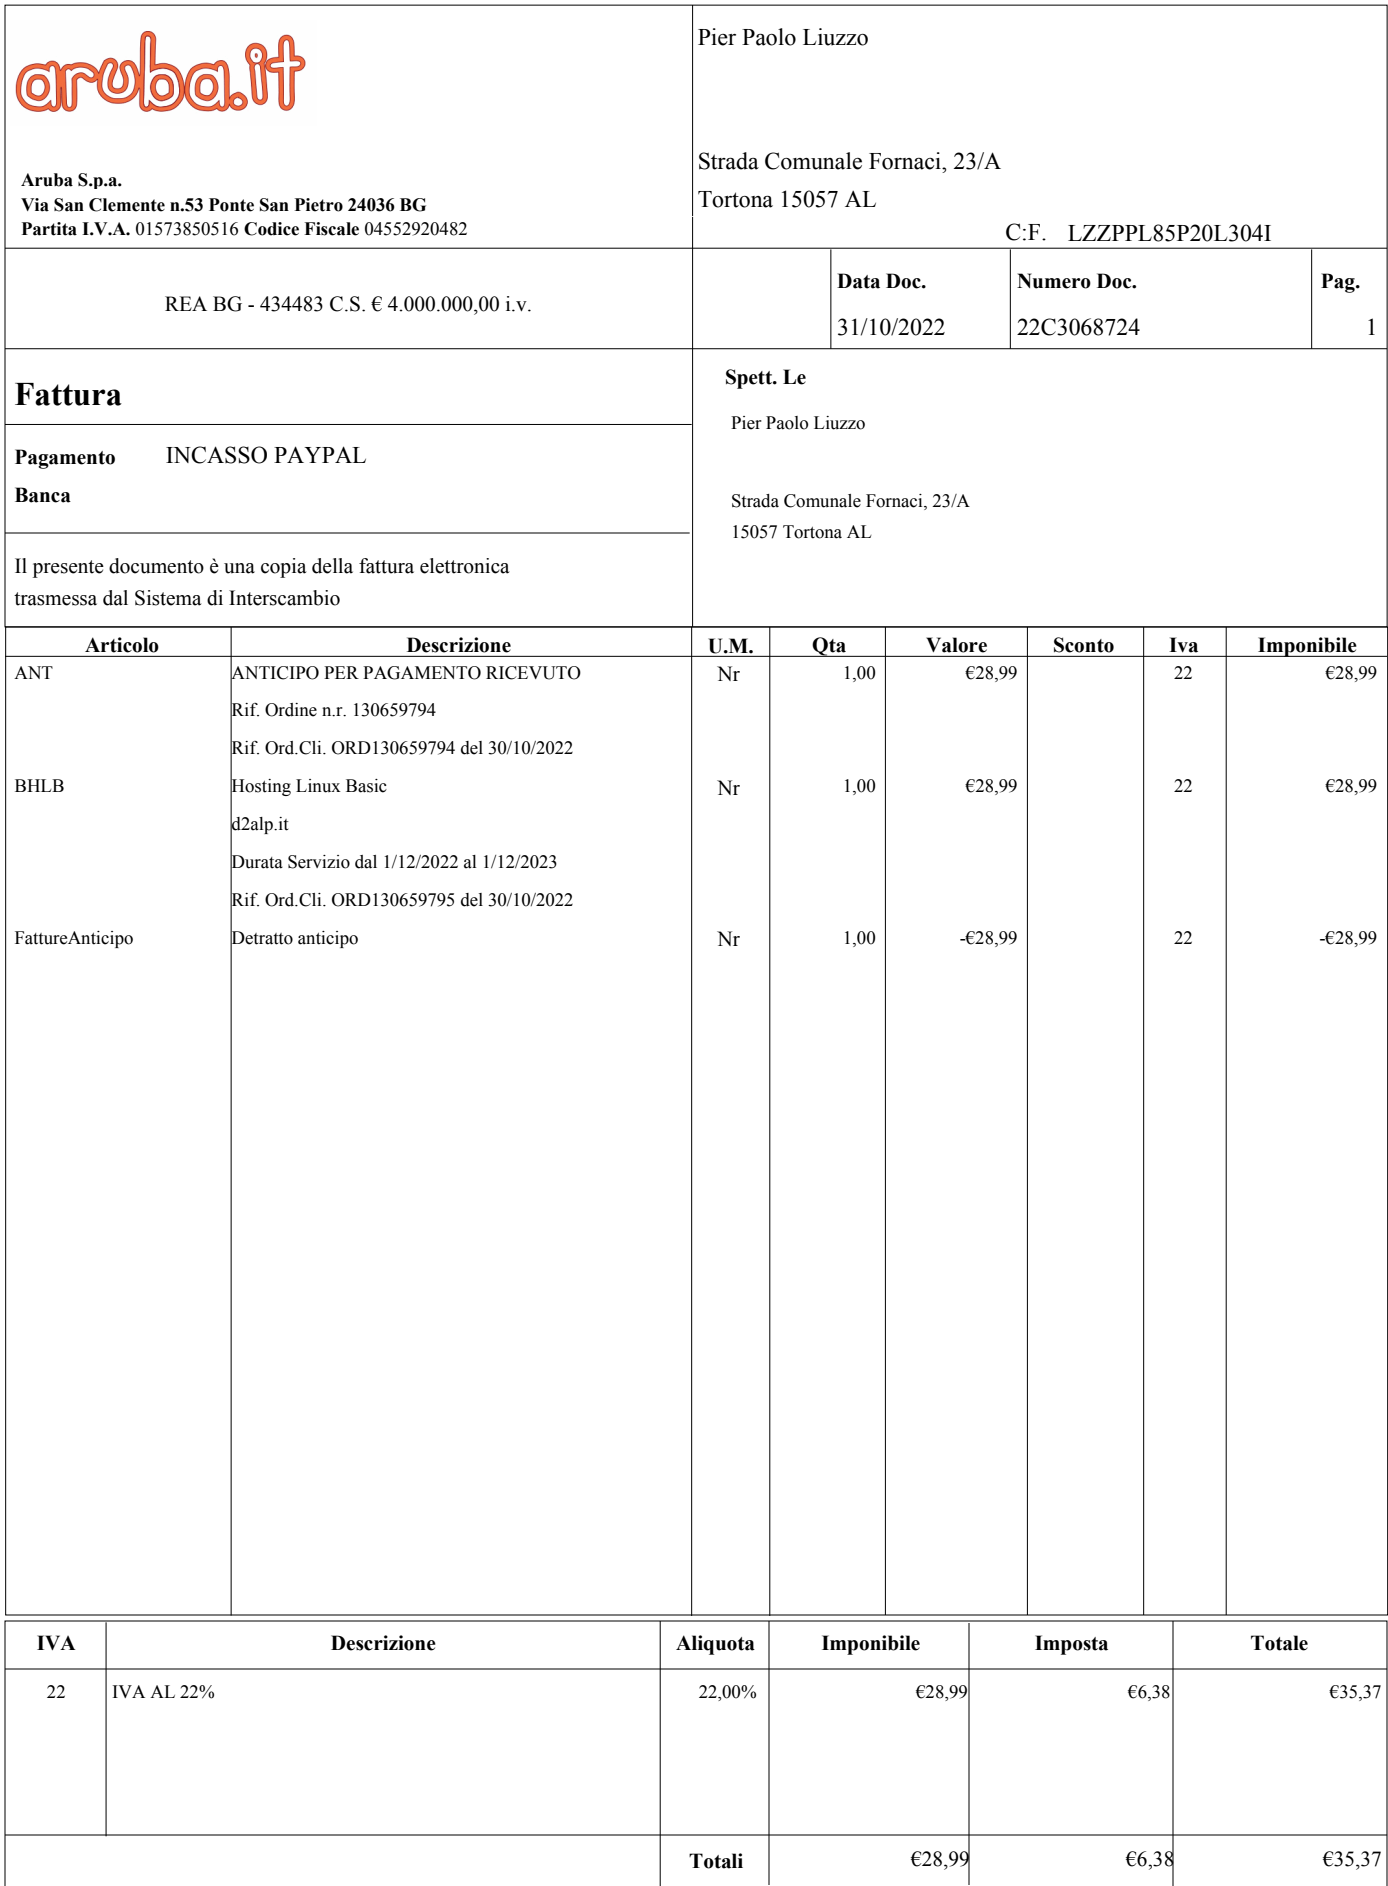 aruba.it
Aruba S.p.a.
Via San Clemente n.53 Ponte San Pietro 24036 BG
Partita I.V.A. 01573850516 Codice Fiscale 04552920482
Pier Paolo Liuzzo
Strada Comunale Fornaci, 23/A
Tortona 15057 AL
C:F. LZZPPL85P20L304I
REA BG - 434483 C.S. € 4.000.000,00 i.v.
Data Doc. Numero Doc. Pag.
31/10/2022 22C3068724 1
Fattura
Pagamento INCASSO PAYPAL
Banca
Il presente documento è una copia della fattura elettronica
trasmessa dal Sistema di Interscambio
Spett. Le
Pier Paolo Liuzzo
Strada Comunale Fornaci, 23/A
15057 Tortona AL
Articolo Descrizione U.M. Qta Valore Sconto Iva Imponibile
ANT ANTICIPO PER PAGAMENTO RICEVUTO Nr 1,00 €28,99 22 €28,99
Rif. Ordine n.r. 130659794
Rif. Ord.Cli. ORD130659794 del 30/10/2022
BHLB Hosting Linux Basic Nr 1,00 €28,99 22 €28,99
d2alp.it
Durata Servizio dal 1/12/2022 al 1/12/2023
Rif. Ord.Cli. ORD130659795 del 30/10/2022
FattureAnticipo Detratto anticipo Nr 1,00 -€28,99 22 -€28,99
IVA Descrizione Aliquota Imponibile Imposta Totale
22 IVA AL 22% 22,00% €28,99 €6,38 €35,37
Totali €28,99 €6,38 €35,37